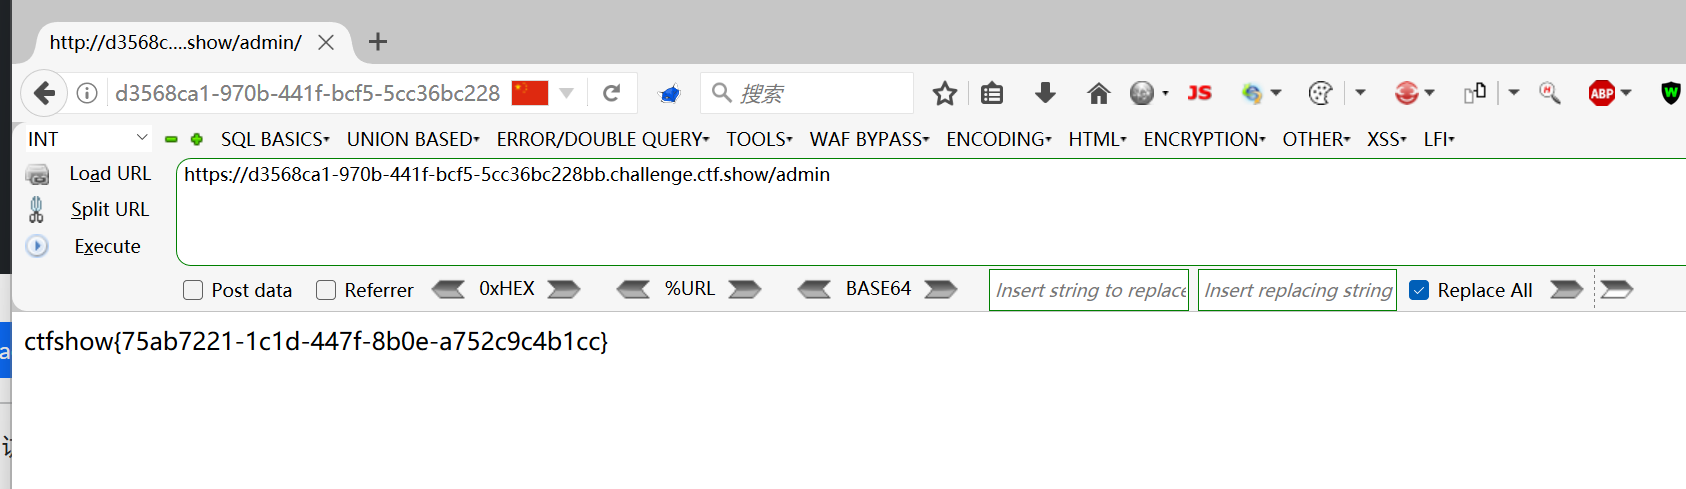 http://d3568c....show/admin/
d3568ca1-970b-441f-bcf5-5cc36bc228
搜索
JS
ABP
W
INT
SQL BASICS
UNION BASED
ERROR/DOUBLE QUERY
TOOLS
WAF BYPASS
ENCODING
HTML
ENCRYPTION
OTHER
XSS
LFI
Load URL
https://d3568ca1-970b-441f-bcf5-5cc36bc228bb.challenge.ctf.show/admin
Split URL
Execute
Post data
Referrer
0xHEX
%URL
BASE64
Insert string to replace
Insert replacing string
Replace All
ctfshow{75ab7221-1c1d-447f-8b0e-a752c9c4b1cc}